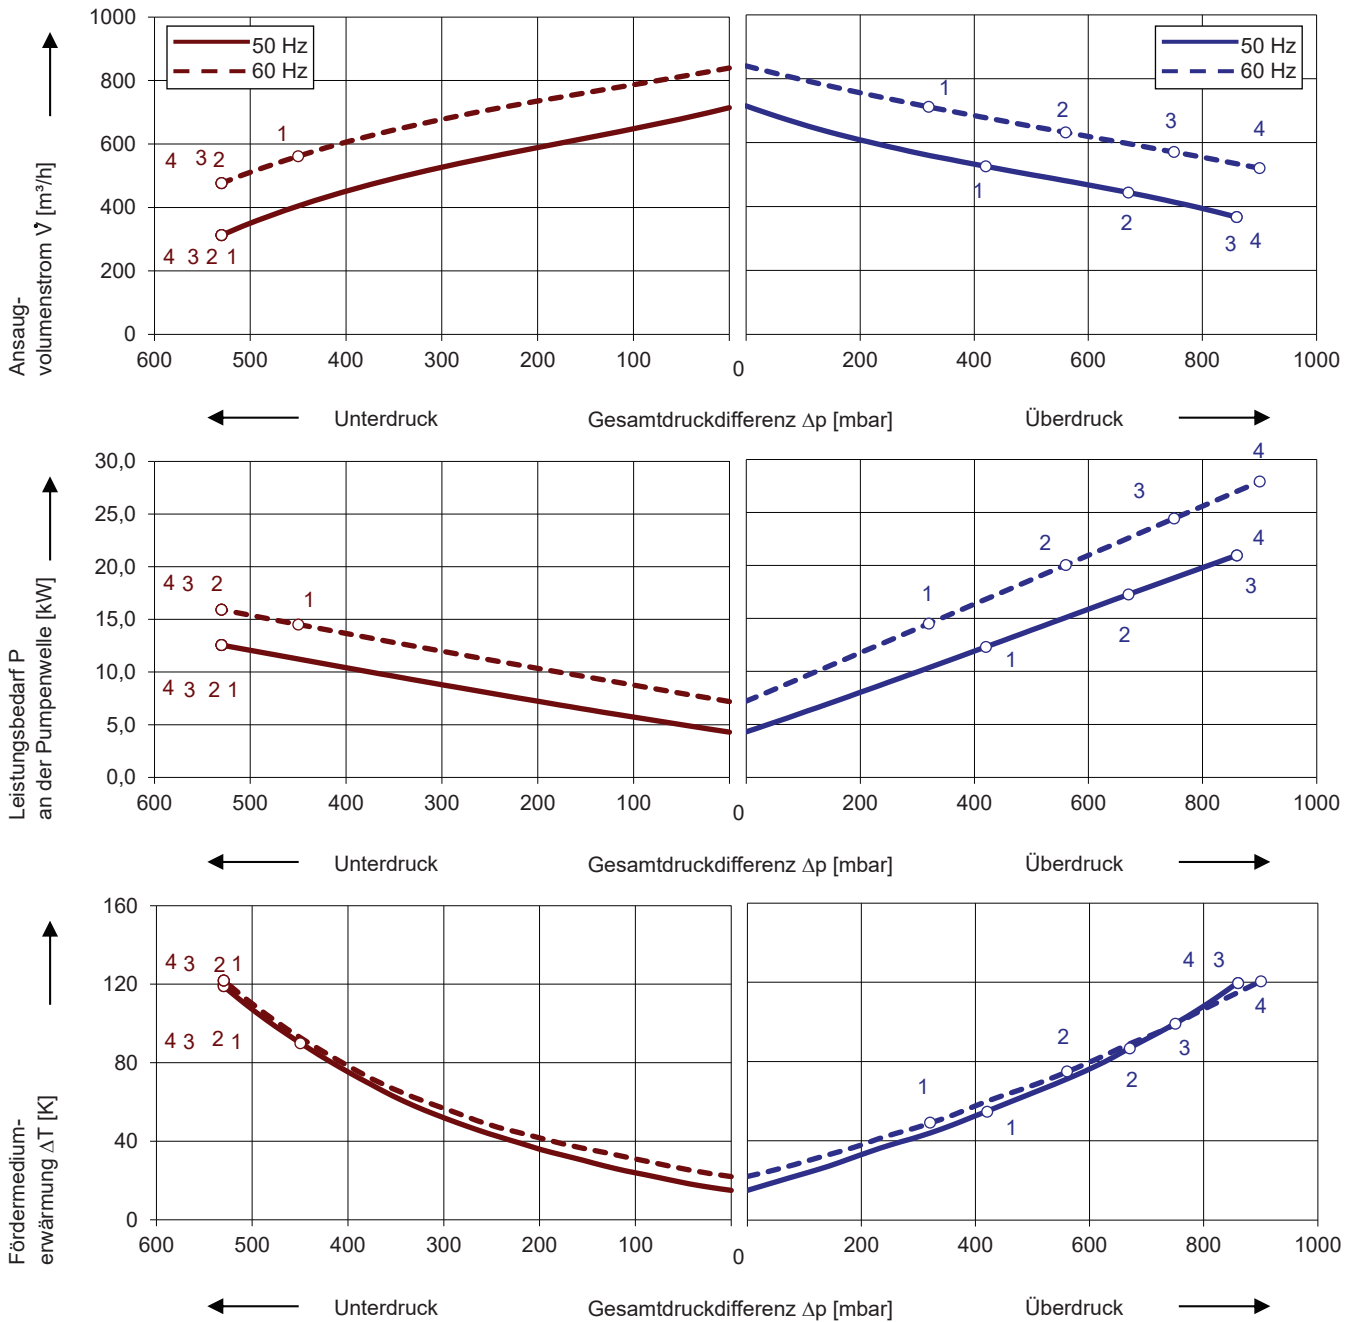 1000
800
600
400
200
0
Ansaug-
volumenstrom V̇ [m³/h]
50 Hz
60 Hz
50 Hz
60 Hz
4 3 2
1
4 3 2 1
1
2
3
4
1
2
3 4
600 500 400 300 200 100 0 200 400 600 800 1000
Unterdruck Gesamtdruckdifferenz Δp [mbar] Überdruck
30,0
25,0
20,0
15,0
10,0
5,0
0,0
Leistungsbedarf P
an der Pumpenwelle [kW]
4 3 2
1
4 3 2 1
1
2
3
4
1
2
3
4
600 500 400 300 200 100 0 200 400 600 800 1000
Unterdruck Gesamtdruckdifferenz Δp [mbar] Überdruck
160
120
80
40
0
Fördermedium-
erwärmung ΔT [K]
4 3 2 1
4 3 2 1
1
2
4 3
4
3
2
1
600 500 400 300 200 100 0 200 400 600 800 1000
Unterdruck Gesamtdruckdifferenz Δp [mbar] Überdruck